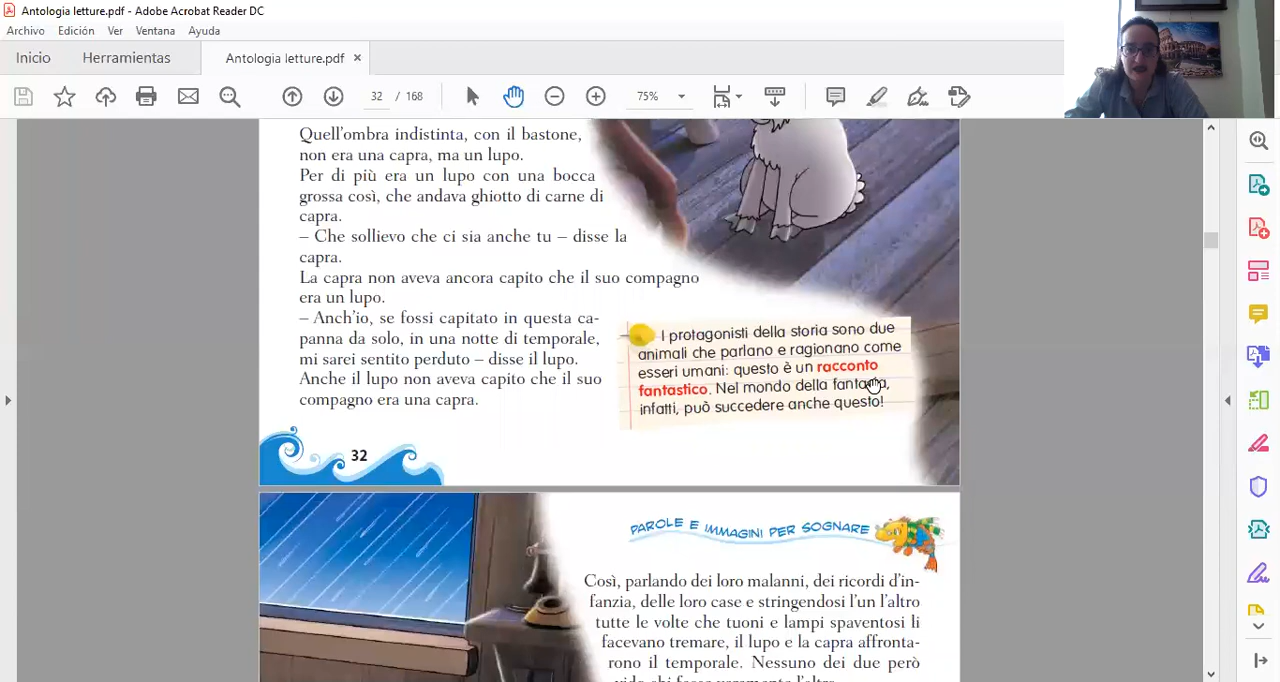 Antologia letture.pdf - Adobe Acrobat Reader DC
Archivo Edición Ver Ventana Ayuda
Inicio Herramientas Antologia letture.pdf ×
32 / 168 75%
Quell'ombra indistinta, con il bastone,
non era una capra, ma un lupo.
Per di più era un lupo con una bocca
grossa così, che andava ghiotto di carne di
capra.
– Che sollievo che ci sia anche tu – disse la
capra.
La capra non aveva ancora capito che il suo compagno
era un lupo.
– Anch'io, se fossi capitato in questa ca-
panna da solo, in una notte di temporale,
mi sarei sentito perduto – disse il lupo.
Anche il lupo non aveva capito che il suo
compagno era una capra.
I protagonisti della storia sono due
animali che parlano e ragionano come
esseri umani: questo è un racconto
fantastico. Nel mondo della fantasia,
infatti, può succedere anche questo!
32
PAROLE E IMMAGINI PER SOGNARE
Così, parlando dei loro malanni, dei ricordi d'in-
fanzia, delle loro case e stringendosi l'un l'altro
tutte le volte che tuoni e lampi spaventosi li
facevano tremare, il lupo e la capra affronta-
rono il temporale. Nessuno dei due però